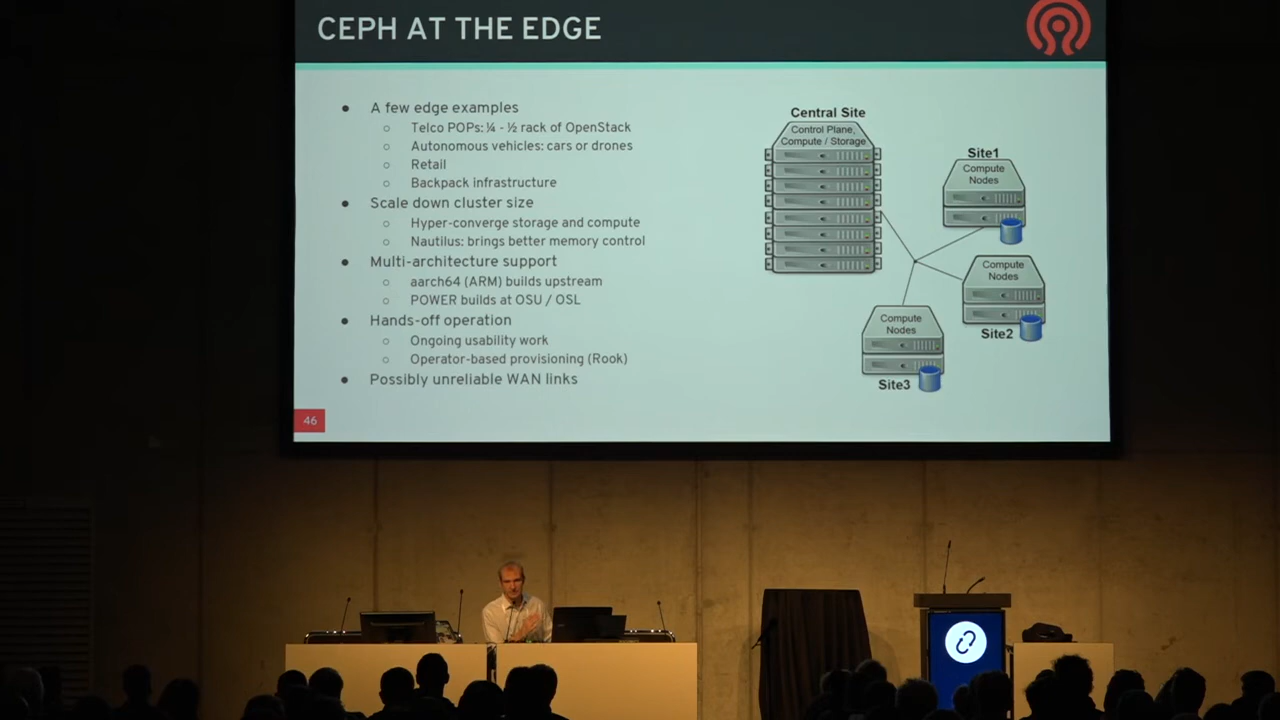 CEPH AT THE EDGE
● A few edge examples
○ Telco POPs: ¼ - ½ rack of OpenStack
○ Autonomous vehicles: cars or drones
○ Retail
○ Backpack infrastructure
● Scale down cluster size
○ Hyper-converge storage and compute
○ Nautilus: brings better memory control
● Multi-architecture support
○ aarch64 (ARM) builds upstream
○ POWER builds at OSU / OSL
● Hands-off operation
○ Ongoing usability work
○ Operator-based provisioning (Rook)
● Possibly unreliable WAN links
46
Central Site
Control Plane,
Compute / Storage
Site1
Compute
Nodes
Compute
Nodes
Site2
Compute
Nodes
Site3